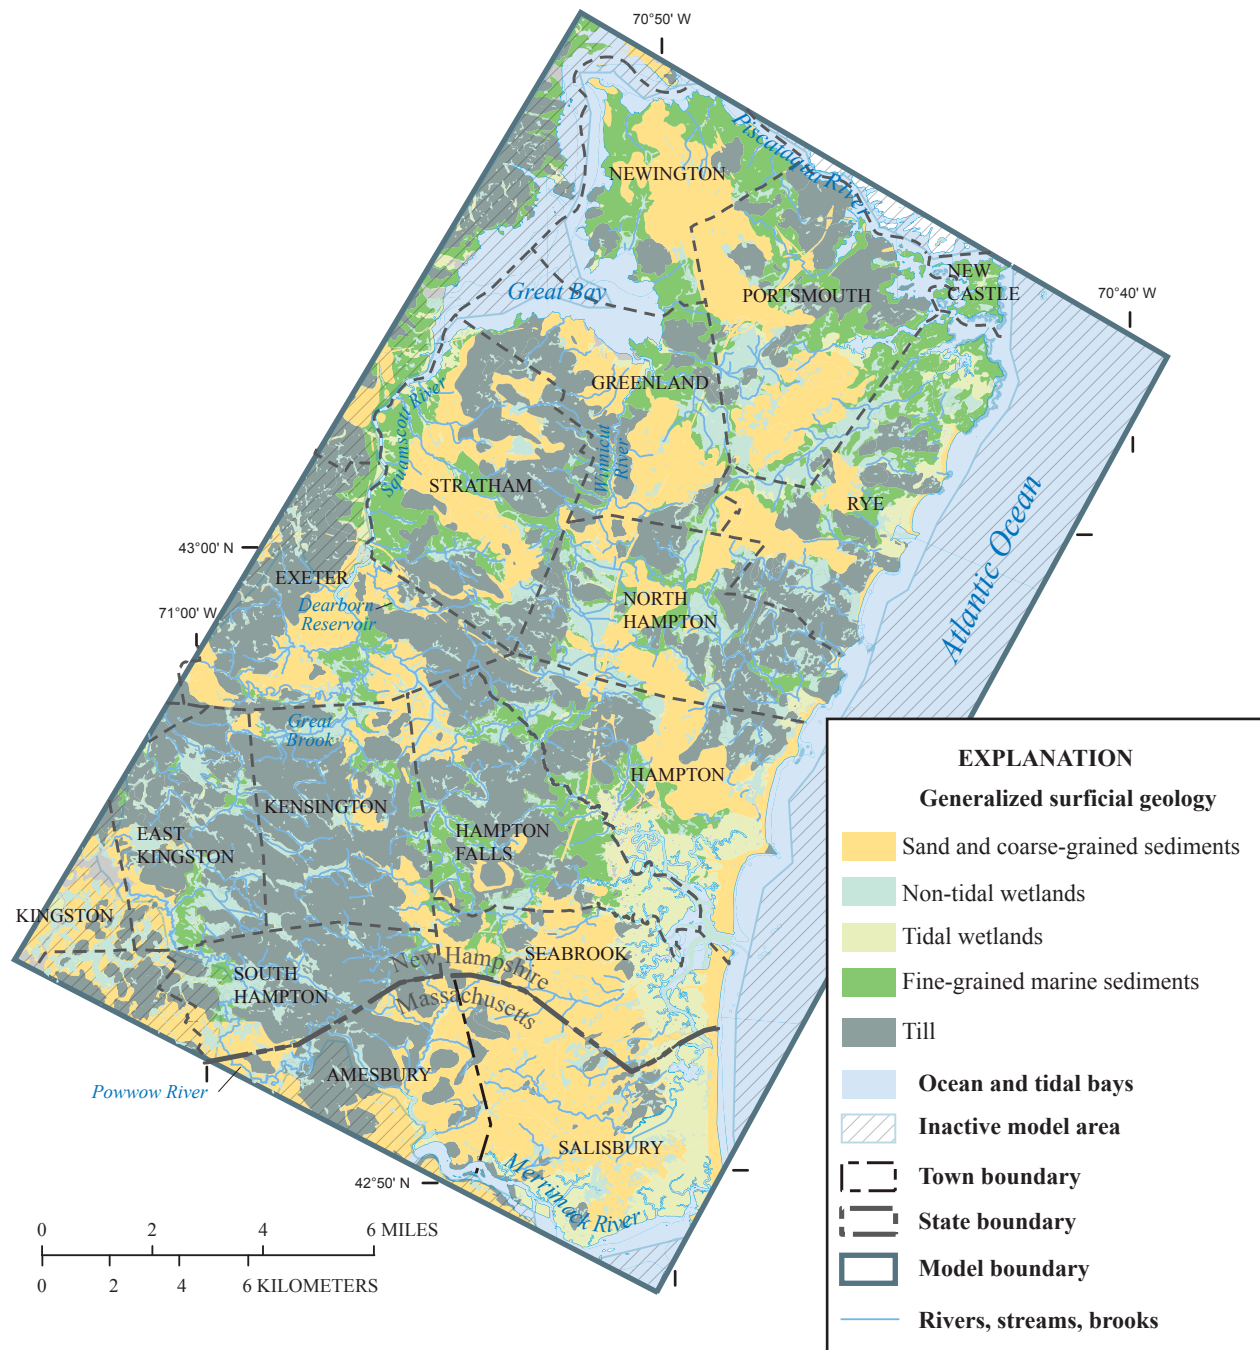 70°50' W
Piscataqua River
NEWINGTON
NEW
CASTLE
Great Bay
PORTSMOUTH
70°40' W
GREENLAND
Squamscott River
Winnicut
River
STRATHAM
RYE
Atlantic Ocean
43°00' N
EXETER
Dearborn
Reservoir
71°00' W
NORTH
HAMPTON
Great
Brook
HAMPTON
KENSINGTON
EAST
KINGSTON
HAMPTON
FALLS
KINGSTON
SEABROOK
New Hampshire
SOUTH
HAMPTON
Massachusetts
AMESBURY
Powwow River
SALISBURY
Merrimack River
42°50' N
0 2 4 6 MILES
0 2 4 6 KILOMETERS
EXPLANATION
Generalized surficial geology
Sand and coarse-grained sediments
Non-tidal wetlands
Tidal wetlands
Fine-grained marine sediments
Till
Ocean and tidal bays
Inactive model area
Town boundary
State boundary
Model boundary
Rivers, streams, brooks